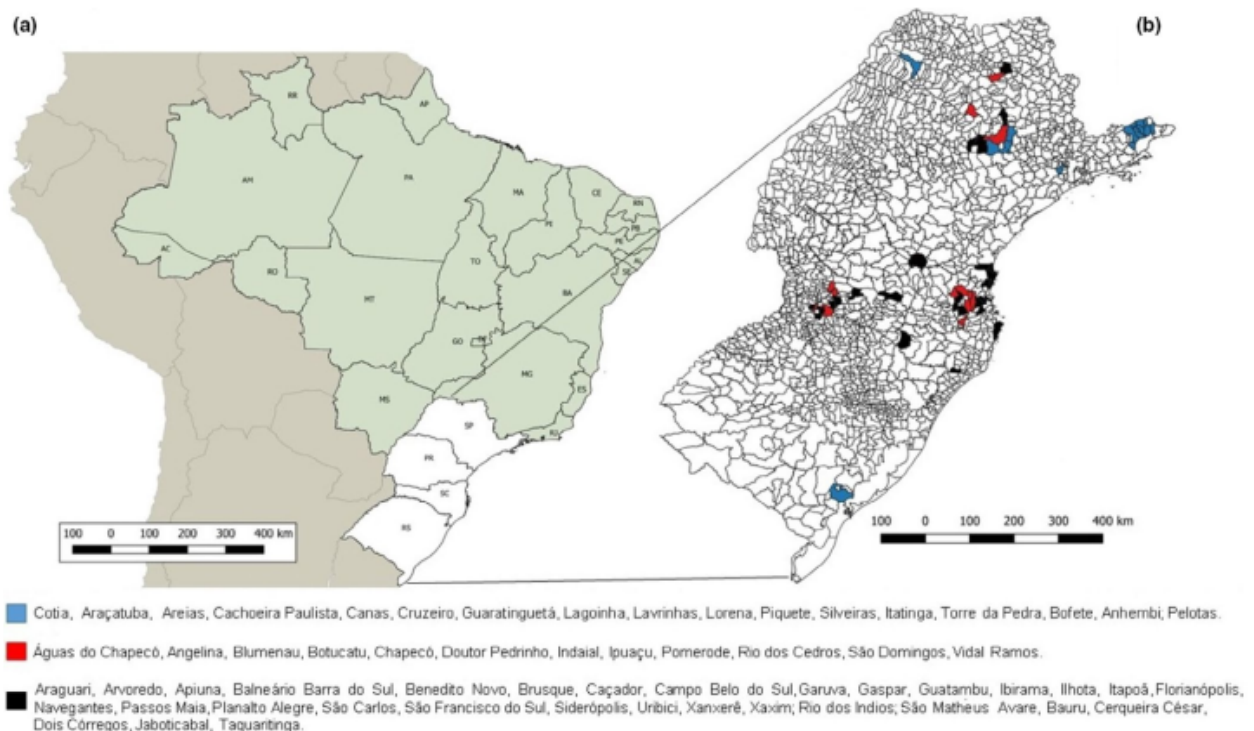 (a)
(b)
RR
AP
AM
PA
MA
CE
RN
PB
PI
PE
AL
SE
AC
RO
TO
BA
MT
GO
DF
MG
ES
MS
RJ
SP
PR
SC
RS
100 0 100 200 300 400 km
100 0 100 200 300 400 km
Cotia, Araçatuba, Areias, Cachoeira Paulista, Canas, Cruzeiro, Guaratinguetá, Lagoinha, Lavrinhas, Lorena, Piquete, Silveiras, Itatinga, Torre da Pedra, Bofete, Anhembi, Pelotas.
Águas do Chapecó, Angelina, Blumenau, Botucatu, Chapecó, Doutor Pedrinho, Indaial, Ipuaçu, Pomerode, Rio dos Cedros, São Domingos, Vidal Ramos.
Araguari, Arvoredo, Apiuna, Balneário Barra do Sul, Benedito Novo, Brusque, Caçador, Campo Belo do Sul, Garuva, Gaspar, Guatambu, Ibirama, Ilhota, Itapoã, Florianópolis,
Navegantes, Passos Maia, Planalto Alegre, São Carlos, São Francisco do Sul, Siderópolis, Uribici, Xanxerê, Xaxim; Rio dos Indios; São Matheus Avare, Bauru, Cerqueira César,
Dois Córregos, Jaboticabal, Taquaritinga.